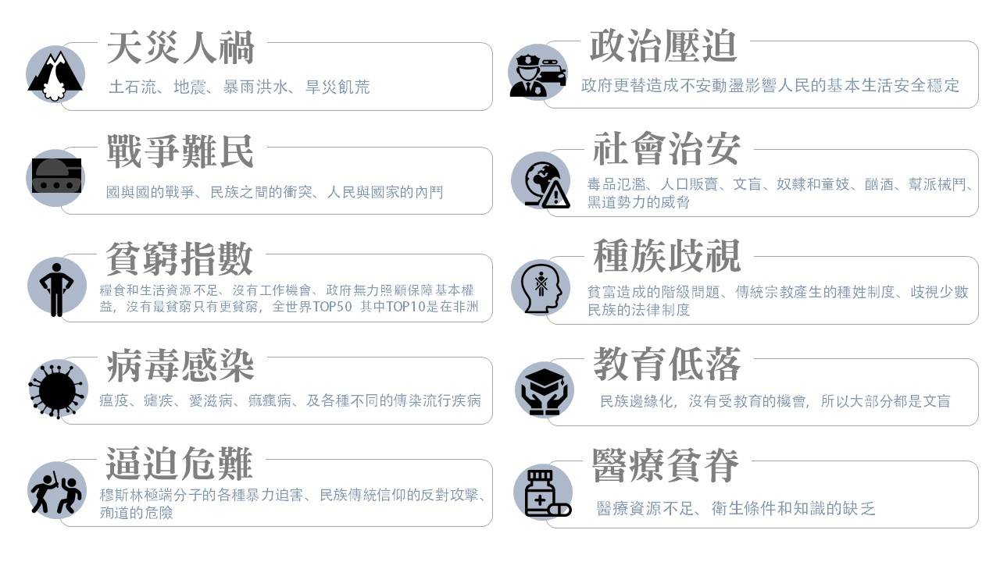 天災人禍
土石流、地震、暴雨洪水、旱災飢荒
戰爭難民
國與國的戰爭、民族之間的衝突、人民與國家的內鬥
貧窮指數
糧食和生活資源不足、沒有工作機會、政府無力照顧保障基本權
益，沒有最貧窮只有更貧窮，全世界TOP50 其中TOP10是在非洲
病毒感染
瘟疫、瘧疾、愛滋病、痲瘋病、及各種不同的傳染流行疾病
逼迫危難
穆斯林極端分子的各種暴力迫害、民族傳統信仰的反對攻擊、
殉道的危險
政治壓迫
政府更替造成不安動盪影響人民的基本生活安全穩定
社會治安
毒品氾濫、人口販賣、文盲、奴隸和童妓、酗酒、幫派械鬥、
黑道勢力的威脅
種族歧視
貧富造成的階級問題、傳統宗教產生的種姓制度、歧視少數
民族的法律制度
教育低落
民族邊緣化，沒有受教育的機會，所以大部分都是文盲
醫療貧脊
醫療資源不足、衛生條件和知識的缺乏